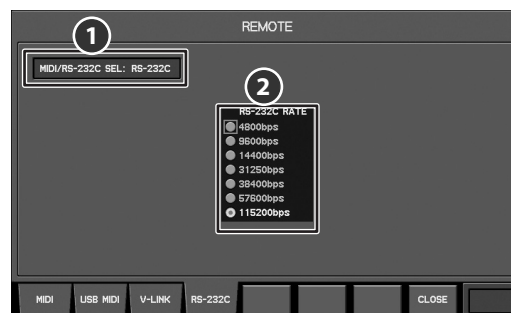 REMOTE
1
MIDI/RS-232C SEL: RS-232C
2
RS-232C RATE
4800bps
9600bps
14400bps
31250bps
38400bps
57600bps
115200bps
MIDI USB MIDI V-LINK RS-232C CLOSE